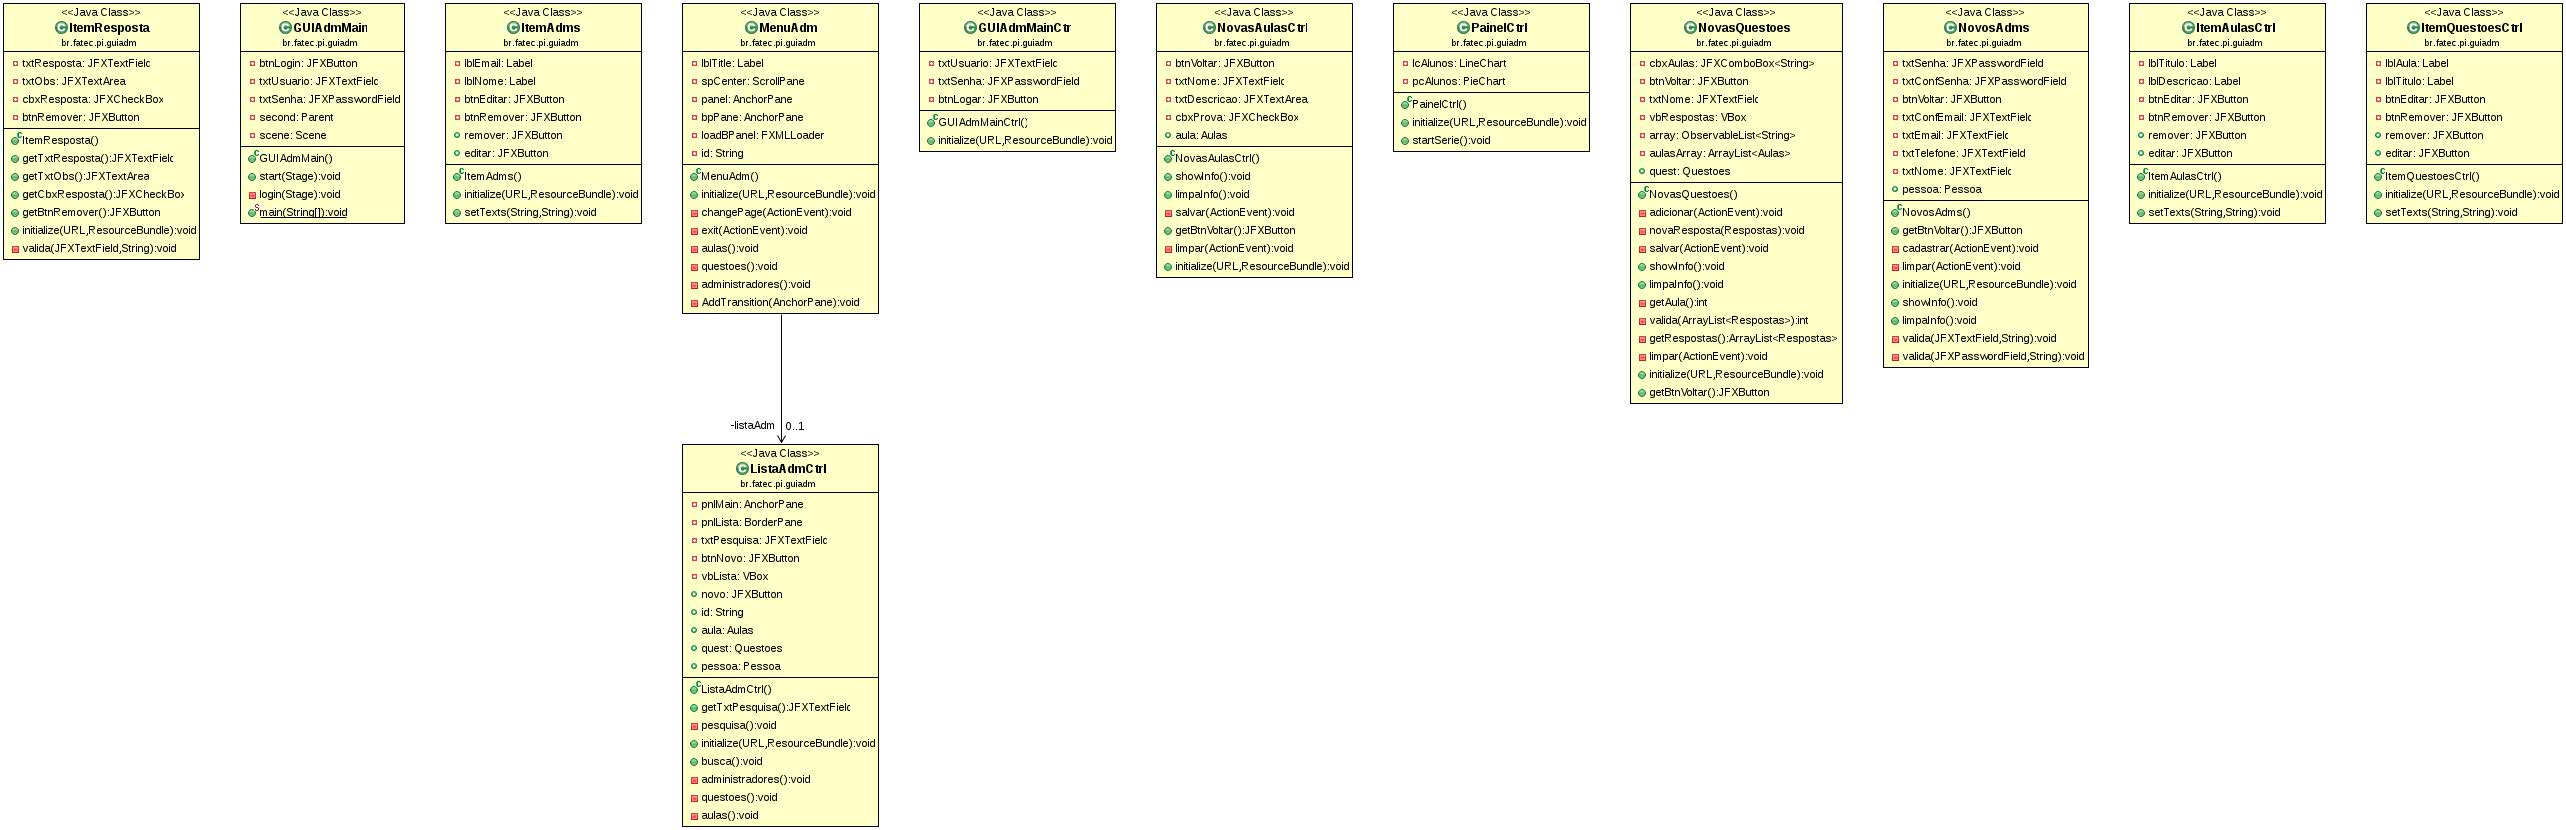 <<Java Class>>
ItemResposta
br.fatec.pi.guiadm
txtResposta: JFXTextField
txtObs: JFXTextArea
cbxResposta: JFXCheckBox
btnRemover: JFXButton
ItemResposta()
getTxtResposta():JFXTextField
getTxtObs():JFXTextArea
getCbxResposta():JFXCheckBox
getBtnRemover():JFXButton
initialize(URL,ResourceBundle):void
valida(JFXTextField,String):void
<<Java Class>>
GUIAdmMain
br.fatec.pi.guiadm
btnLogin: JFXButton
txtUsuario: JFXTextField
txtSenha: JFXPasswordField
second: Parent
scene: Scene
GUIAdmMain()
start(Stage):void
login(Stage):void
main(String[]):void
<<Java Class>>
ItemAdms
br.fatec.pi.guiadm
lblEmail: Label
lblNome: Label
btnEditar: JFXButton
btnRemover: JFXButton
remover: JFXButton
editar: JFXButton
ItemAdms()
initialize(URL,ResourceBundle):void
setTexts(String,String):void
<<Java Class>>
MenuAdm
br.fatec.pi.guiadm
lblTitle: Label
spCenter: ScrollPane
panel: AnchorPane
bpPane: AnchorPane
loadBPanel: FXMLLoader
id: String
MenuAdm()
initialize(URL,ResourceBundle):void
changePage(ActionEvent):void
exit(ActionEvent):void
aulas():void
questoes():void
administradores():void
AddTransition(AnchorPane):void
-listaAdm
0..1
<<Java Class>>
ListaAdmCtrl
br.fatec.pi.guiadm
pnlMain: AnchorPane
pnlLista: BorderPane
txtPesquisa: JFXTextField
btnNovo: JFXButton
vbLista: VBox
novo: JFXButton
id: String
aula: Aulas
quest: Questoes
pessoa: Pessoa
ListaAdmCtrl()
getTxtPesquisa():JFXTextField
pesquisa():void
initialize(URL,ResourceBundle):void
busca():void
administradores():void
questoes():void
aulas():void
<<Java Class>>
GUIAdmMainCtr
br.fatec.pi.guiadm
txtUsuario: JFXTextField
txtSenha: JFXPasswordField
btnLogar: JFXButton
GUIAdmMainCtrl()
initialize(URL,ResourceBundle):void
<<Java Class>>
NovasAulasCtrl
br.fatec.pi.guiadm
btnVoltar: JFXButton
txtNome: JFXTextField
txtDescricao: JFXTextArea
cbxProva: JFXCheckBox
aula: Aulas
NovasAulasCtrl()
showInfo():void
limpaInfo():void
salvar(ActionEvent):void
getBtnVoltar():JFXButton
limpar(ActionEvent):void
initialize(URL,ResourceBundle):void
<<Java Class>>
PainelCtrl
br.fatec.pi.guiadm
lcAlunos: LineChart
pcAlunos: PieChart
PainelCtrl()
initialize(URL,ResourceBundle):void
startSerie():void
<<Java Class>>
NovasQuestoes
br.fatec.pi.guiadm
cbxAulas: JFXComboBox<String>
btnVoltar: JFXButton
txtNome: JFXTextField
vbRespostas: VBox
array: ObservableList<String>
aulasArray: ArrayList<Aulas>
quest: Questoes
NovasQuestoes()
adicionar(ActionEvent):void
novaResposta(Respostas):void
salvar(ActionEvent):void
showInfo():void
limpaInfo():void
getAula():int
valida(ArrayList<Respostas>):int
getRespostas():ArrayList<Respostas>
limpar(ActionEvent):void
initialize(URL,ResourceBundle):void
getBtnVoltar():JFXButton
<<Java Class>>
NovosAdms
br.fatec.pi.guiadm
txtSenha: JFXPasswordField
txtConfSenha: JFXPasswordField
btnVoltar: JFXButton
txtConfEmail: JFXTextField
txtEmail: JFXTextField
txtTelefone: JFXTextField
txtNome: JFXTextField
pessoa: Pessoa
NovosAdms()
getBtnVoltar():JFXButton
cadastrar(ActionEvent):void
limpar(ActionEvent):void
initialize(URL,ResourceBundle):void
showInfo():void
limpaInfo():void
valida(JFXTextField,String):void
valida(JFXPasswordField,String):void
<<Java Class>>
ItemAulasCtrl
br.fatec.pi.guiadm
lblTitulo: Label
lblDescricao: Label
btnEditar: JFXButton
btnRemover: JFXButton
remover: JFXButton
editar: JFXButton
ItemAulasCtrl()
initialize(URL,ResourceBundle):void
setTexts(String,String):void
<<Java Class>>
ItemQuestoesCtrl
br.fatec.pi.guiadm
lblAula: Label
lblTitulo: Label
btnEditar: JFXButton
btnRemover: JFXButton
remover: JFXButton
editar: JFXButton
ItemQuestoesCtrl()
initialize(URL,ResourceBundle):void
setTexts(String,String):void